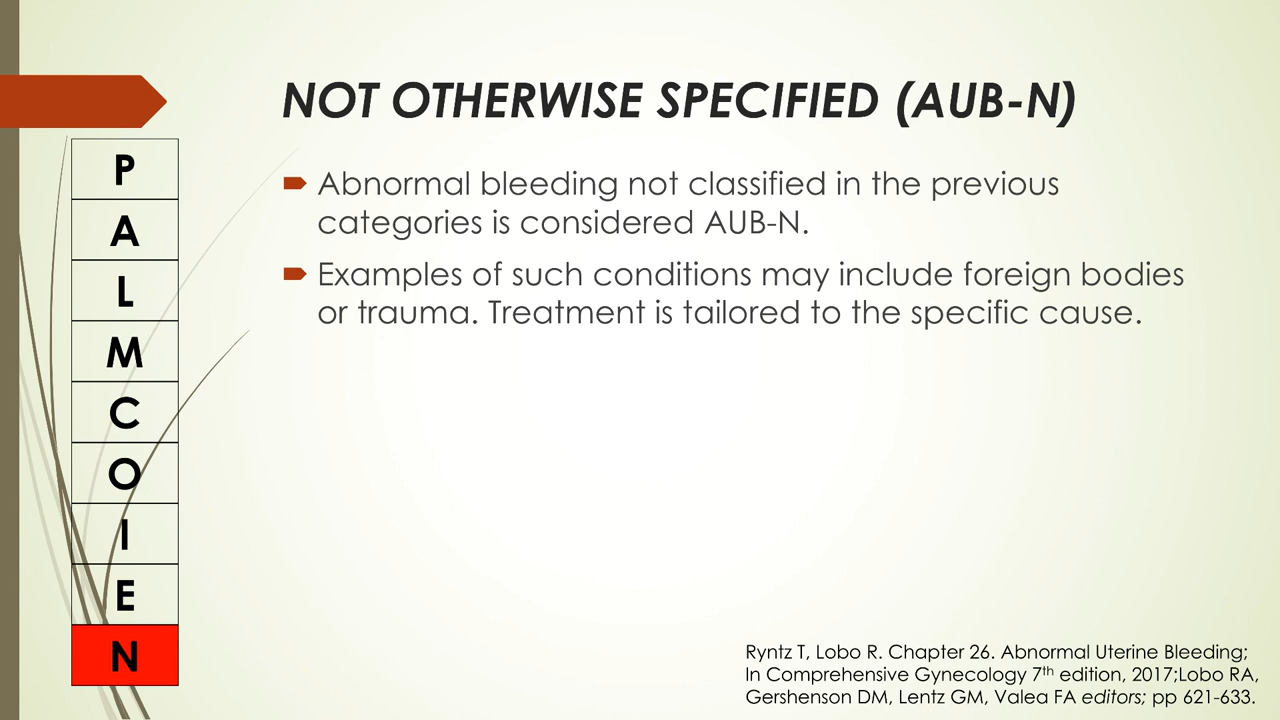 NOT OTHERWISE SPECIFIED (AUB-N)
P
A
L
M
C
O
I
E
N
Abnormal bleeding not classified in the previous
categories is considered AUB-N.
Examples of such conditions may include foreign bodies
or trauma. Treatment is tailored to the specific cause.
Ryntz T, Lobo R. Chapter 26. Abnormal Uterine Bleeding;
In Comprehensive Gynecology 7th edition, 2017;Lobo RA,
Gershenson DM, Lentz GM, Valea FA editors; pp 621-633.